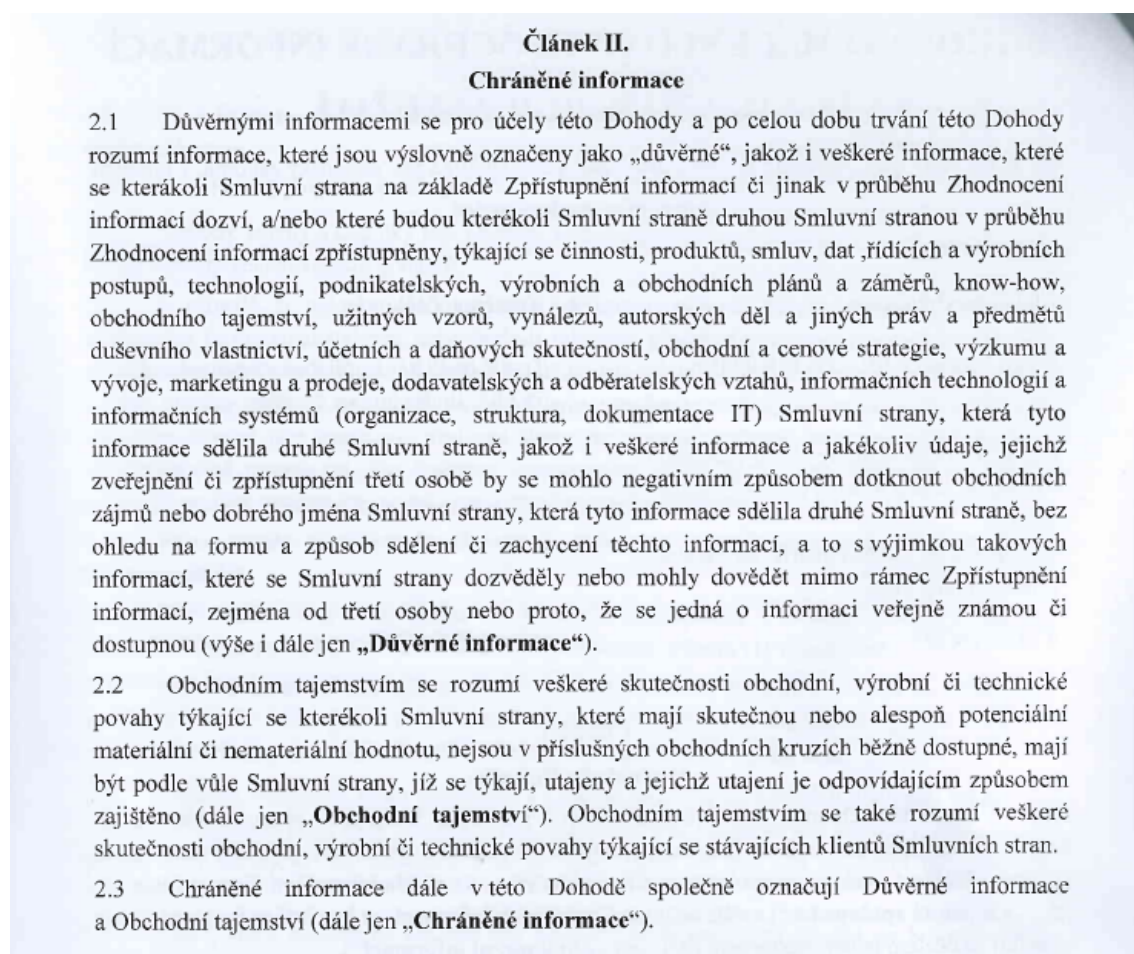 Článek II.
Chráněné informace
2.1 Důvěrnými informacemi se pro účely této Dohody a po celou dobu trvání této Dohody
rozumí informace, které jsou výslovně označeny jako „důvěrné“, jakož i veškeré informace, které
se kterákoli Smluvní strana na základě Zpřístupnění informací či jinak v průběhu Zhodnocení
informací dozví, a/nebo které budou kterékoli Smluvní straně druhou Smluvní stranou v průběhu
Zhodnocení informací zpřístupněny, týkající se činnosti, produktů, smluv, dat ,řídících a výrobních
postupů, technologií, podnikatelských, výrobních a obchodních plánů a záměrů, know-how,
obchodního tajemství, užitných vzorů, vynálezů, autorských děl a jiných práv a předmětů
duševního vlastnictví, účetních a daňových skutečností, obchodní a cenové strategie, výzkumu a
vývoje, marketingu a prodeje, dodavatelských a odběratelských vztahů, informačních technologií a
informačních systémů (organizace, struktura, dokumentace IT) Smluvní strany, která tyto
informace sdělila druhé Smluvní straně, jakož i veškeré informace a jakékoliv údaje, jejichž
zveřejnění či zpřístupnění třetí osobě by se mohlo negativním způsobem dotknout obchodních
zájmů nebo dobrého jména Smluvní strany, která tyto informace sdělila druhé Smluvní straně, bez
ohledu na formu a způsob sdělení či zachycení těchto informací, a to s výjimkou takových
informací, které se Smluvní strany dozvěděly nebo mohly dovědět mimo rámec Zpřístupnění
informací, zejména od třetí osoby nebo proto, že se jedná o informaci veřejně známou či
dostupnou (výše i dále jen „Důvěrné informace“).
2.2 Obchodním tajemstvím se rozumí veškeré skutečnosti obchodní, výrobní či technické
povahy týkající se kterékoli Smluvní strany, které mají skutečnou nebo alespoň potenciální
materiální či nemateriální hodnotu, nejsou v příslušných obchodních kruzích běžně dostupné, mají
být podle vůle Smluvní strany, jíž se týkají, utajeny a jejichž utajení je odpovídajícím způsobem
zajištěno (dále jen „Obchodní tajemství“). Obchodním tajemstvím se také rozumí veškeré
skutečnosti obchodní, výrobní či technické povahy týkající se stávajících klientů Smluvních stran.
2.3 Chráněné informace dále v této Dohodě společně označují Důvěrné informace
a Obchodní tajemství (dále jen „Chráněné informace“).